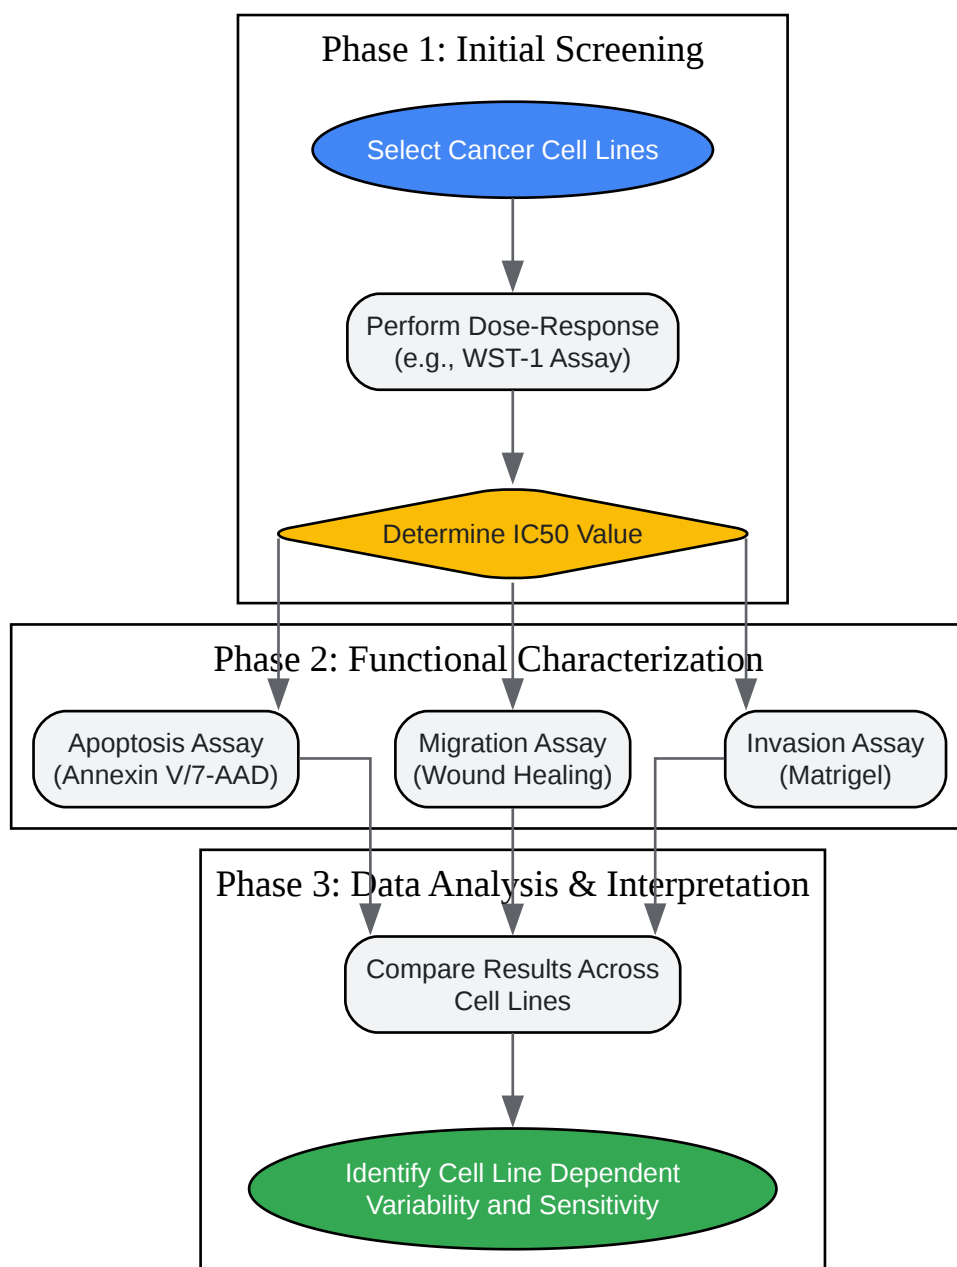 Phase 1: Initial Screening
Select Cancer Cell Lines
Perform Dose-Response
(e.g., WST-1 Assay)
Determine IC50 Value
Phase 2: Functional Characterization
Apoptosis Assay
(Annexin V/7-AAD)
Migration Assay
(Wound Healing)
Invasion Assay
(Matrigel)
Phase 3: Data Analysis & Interpretation
Compare Results Across
Cell Lines
Identify Cell Line Dependent
Variability and Sensitivity